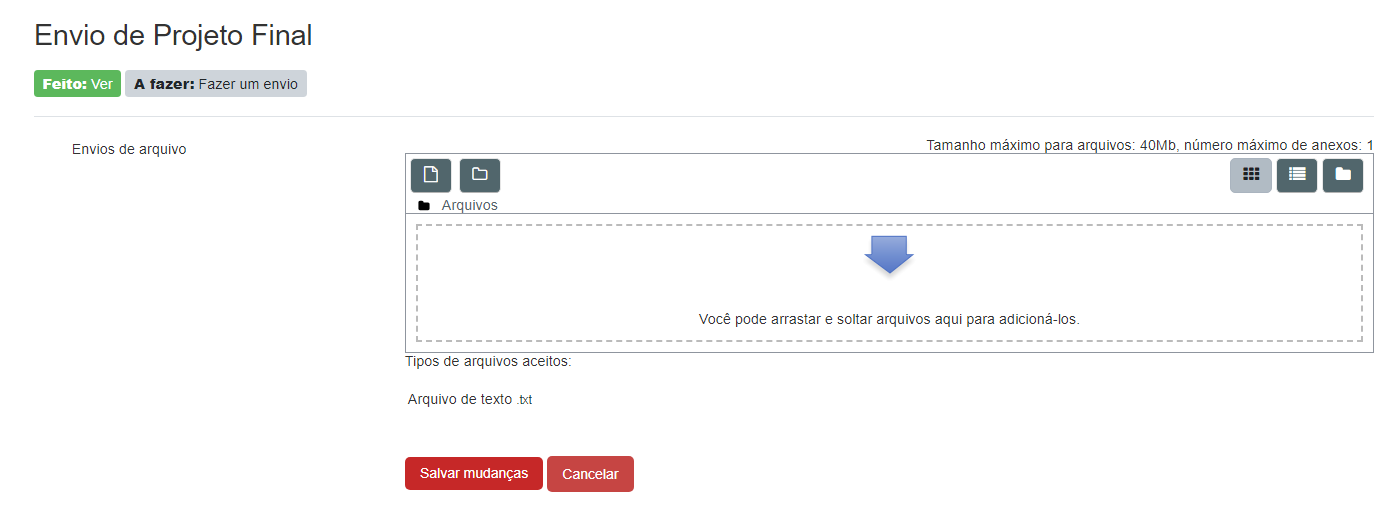 Envio de Projeto Final
Feito: Ver A fazer: Fazer um envio
Envios de arquivo
Tamanho máximo para arquivos: 40Mb, número máximo de anexos: 1
Arquivos
Você pode arrastar e soltar arquivos aqui para adicioná-los.
Tipos de arquivos aceitos:
Arquivo de texto .txt
Salvar mudanças Cancelar